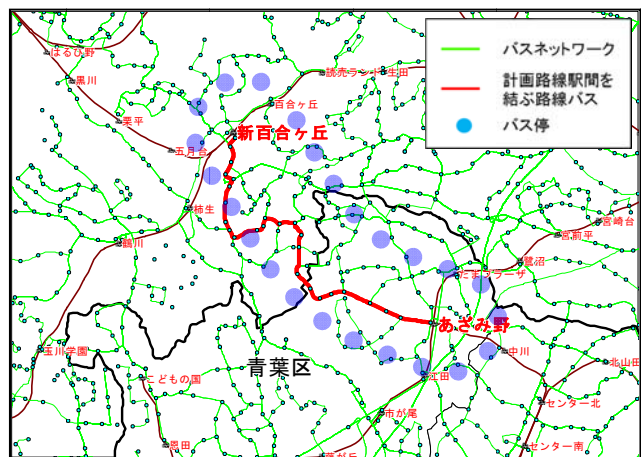 バスネットワーク
計画路線駅間を
結ぶ路線バス
バス停
はるひ野
黒川
栗平
五月台
読売ランド
生田
百合ヶ丘
新百合ヶ丘
柿生
鶴川
宮崎台
宮前平
鷺沼
たまプラーザ
あざみ野
玉川学園
青葉区
中川
北山田
こどもの国
江田
センター北
市が尾
恩田
藤が丘
センター南